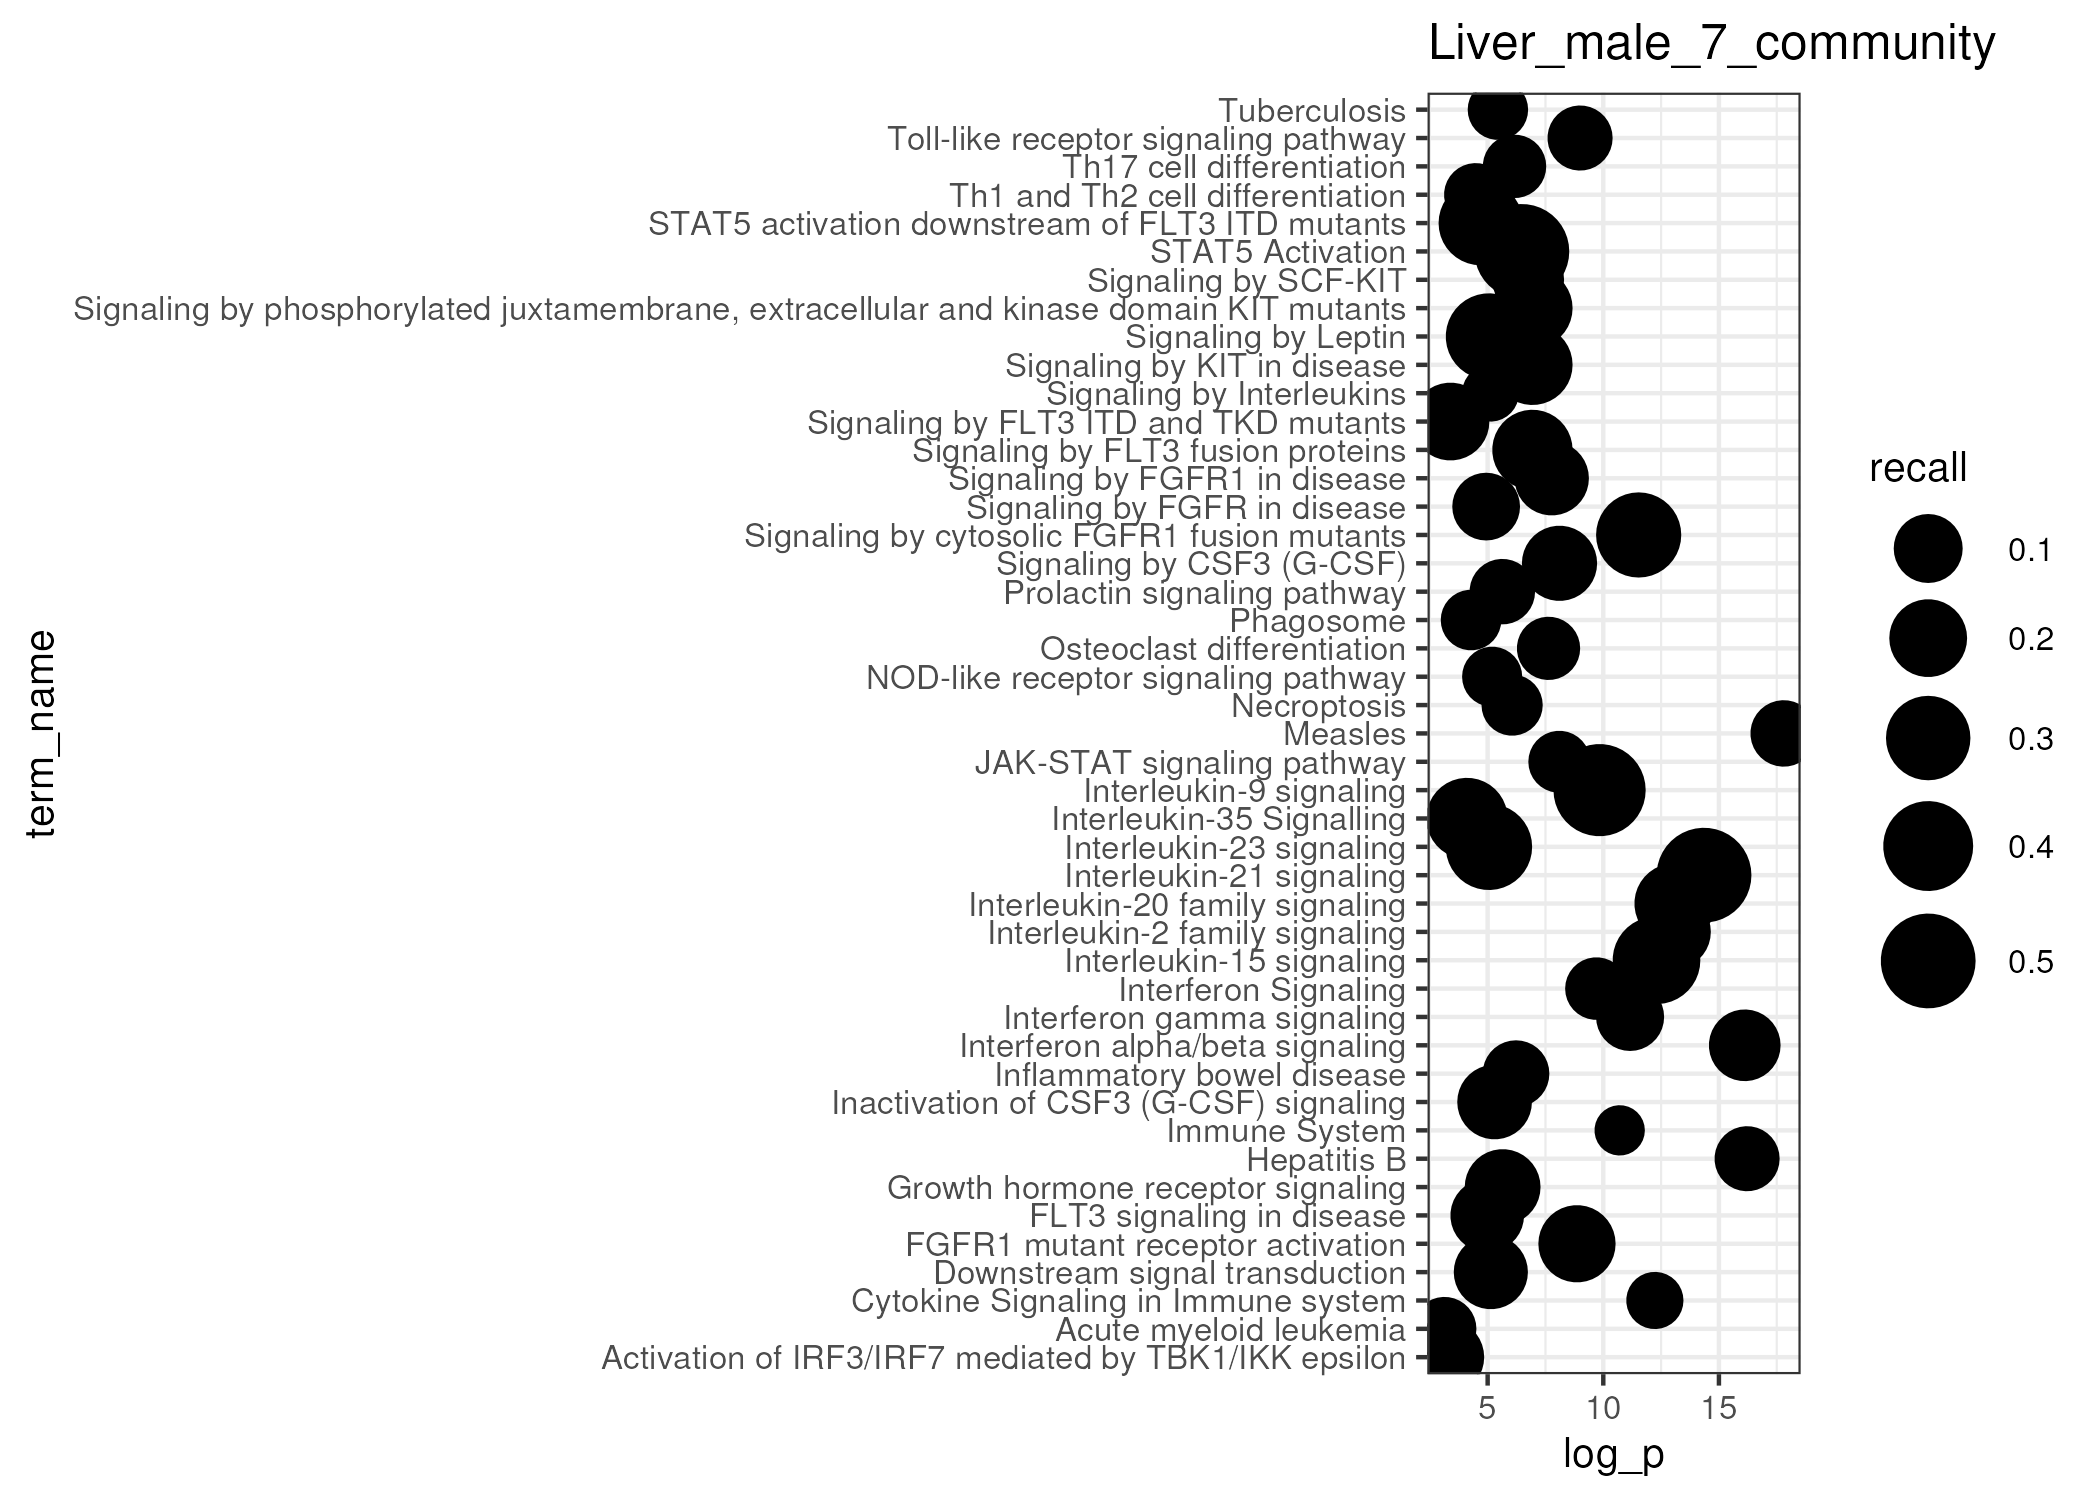 Liver_male_7_community
Tuberculosis
Toll-like receptor signaling pathway
Th17 cell differentiation
Th1 and Th2 cell differentiation
STAT5 activation downstream of FLT3 ITD mutants
STAT5 Activation
Signaling by SCF-KIT
Signaling by phosphorylated juxtamembrane, extracellular and kinase domain KIT mutants
Signaling by Leptin
Signaling by KIT in disease
Signaling by Interleukins
Signaling by FLT3 ITD and TKD mutants
Signaling by FLT3 fusion proteins
Signaling by FGFR1 in disease
Signaling by FGFR in disease
Signaling by cytosolic FGFR1 fusion mutants
Signaling by CSF3 (G-CSF)
Prolactin signaling pathway
Phagosome
Osteoclast differentiation
NOD-like receptor signaling pathway
Necroptosis
Measles
JAK-STAT signaling pathway
Interleukin-9 signaling
Interleukin-35 Signalling
Interleukin-23 signaling
Interleukin-21 signaling
Interleukin-20 family signaling
Interleukin-2 family signaling
Interleukin-15 signaling
Interferon Signaling
Interferon gamma signaling
Interferon alpha/beta signaling
Inflammatory bowel disease
Inactivation of CSF3 (G-CSF) signaling
Immune System
Hepatitis B
Growth hormone receptor signaling
FLT3 signaling in disease
FGFR1 mutant receptor activation
Downstream signal transduction
Cytokine Signaling in Immune system
Acute myeloid leukemia
Activation of IRF3/IRF7 mediated by TBK1/IKK epsilon
term_name
5 10 15
log_p
recall
0.1
0.2
0.3
0.4
0.5